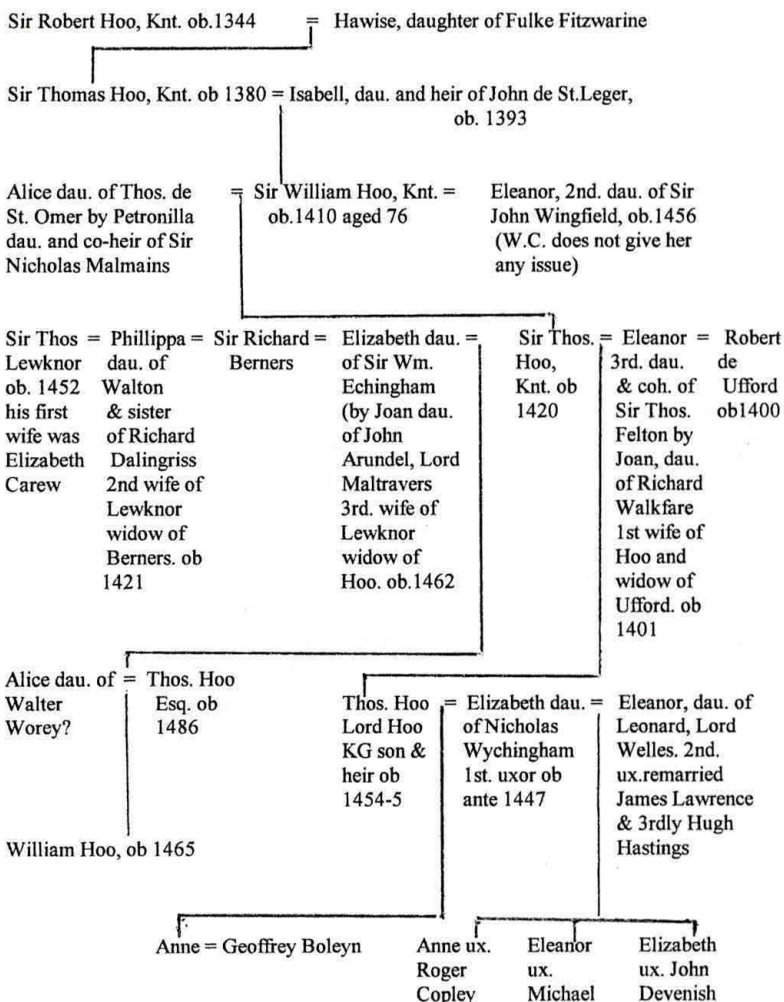 Sir Robert Hoo, Knt. ob.1344 = Hawise, daughter of Fulke Fitzwarine
Sir Thomas Hoo, Knt. ob 1380 = Isabell, dau. and heir of John de St.Leger,
ob. 1393
Alice dau. of Thos. de
St. Omer by Petronilla
dau. and co-heir of Sir
Nicholas Malmains
= Sir William Hoo, Knt. =
ob.1410 aged 76
Eleanor, 2nd. dau. of Sir
John Wingfield, ob.1456
(W.C. does not give her
any issue)
Sir Thos =
Lewknor
ob. 1452
his first
wife was
Elizabeth
Carew
Phillippa =
dau. of
Walton
& sister
of Richard
Dalingriss
2nd wife of
Lewknor
widow of
Berners. ob
1421
Sir Richard =
Berners
Elizabeth dau. =
of Sir Wm.
Echingham
(by Joan dau.
of John
Arundel, Lord
Maltravers
3rd. wife of
Lewknor
widow of
Hoo. ob.1462
Sir Thos. =
Hoo,
Knt. ob
1420
Eleanor =
3rd. dau.
& coh. of
Sir Thos.
Felton by
Joan, dau.
of Richard
Walkfare
1st wife of
Hoo and
widow of
Ufford. ob
1401
Robert
de
Ufford
ob1400
Alice dau. of =
Walter
Worey?
Thos. Hoo
Esq. ob
1486
William Hoo, ob 1465
Thos. Hoo =
Lord Hoo
KG son &
heir ob
1454-5
Elizabeth dau. =
of Nicholas
Wychingham
1st. uxor ob
ante 1447
Eleanor, dau. of
Leonard, Lord
Welles. 2nd.
ux.remarried
James Lawrence
& 3rdly Hugh
Hastings
Anne = Geoffrey Boleyn
Anne ux.
Roger
Copley
Eleanor
ux.
Michael
Elizabeth
ux. John
Devenish